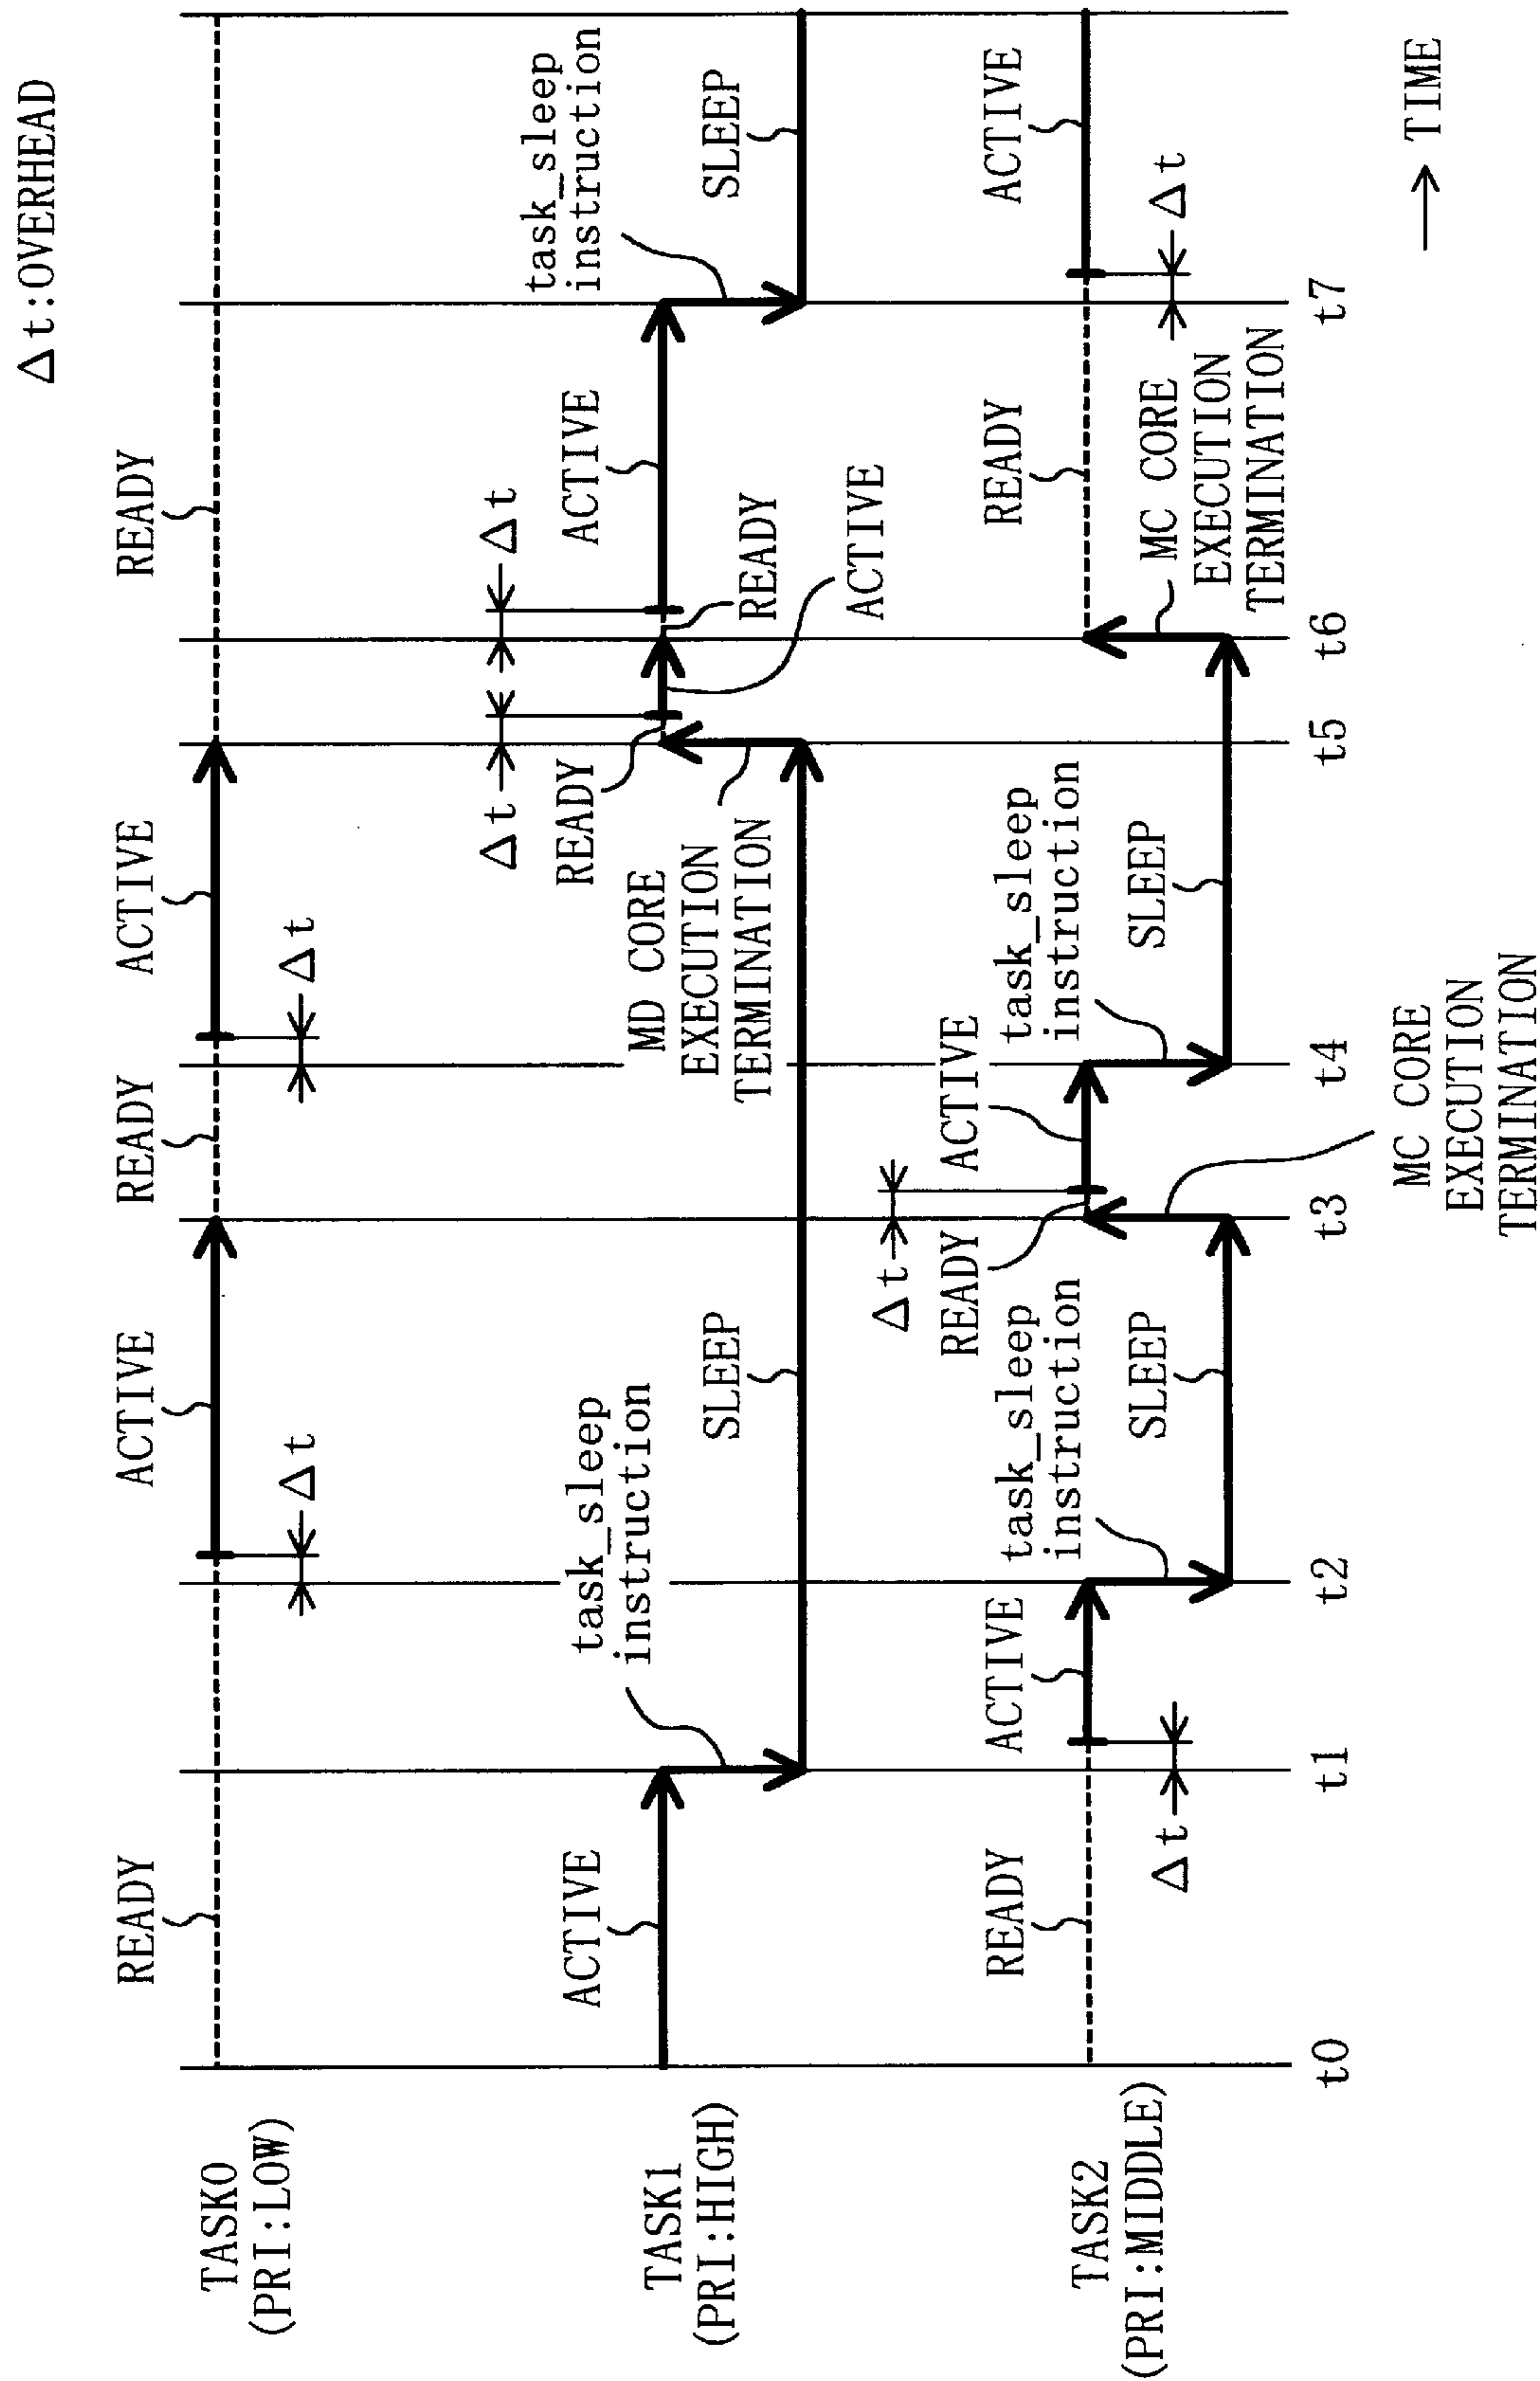 Δt:OVERHEAD
TASK0
(PRI:LOW)
READY
ACTIVE
Δt
READY
ACTIVE
Δt
READY
TASK1
(PRI:HIGH)
ACTIVE
task_sleep
instruction
SLEEP
MD CORE
EXECUTION
TERMINATION
READY
Δt
Δt
ACTIVE
READY
ACTIVE
task_sleep
instruction
SLEEP
TASK2
(PRI:MIDDLE)
READY
Δt
ACTIVE
task_sleep
instruction
SLEEP
READY
Δt
ACTIVE
MC CORE
EXECUTION
TERMINATION
task_sleep
instruction
SLEEP
MC CORE
EXECUTION
TERMINATION
READY
Δt
ACTIVE
t0
t1
t2
t3
t4
t5
t6
t7
→ TIME